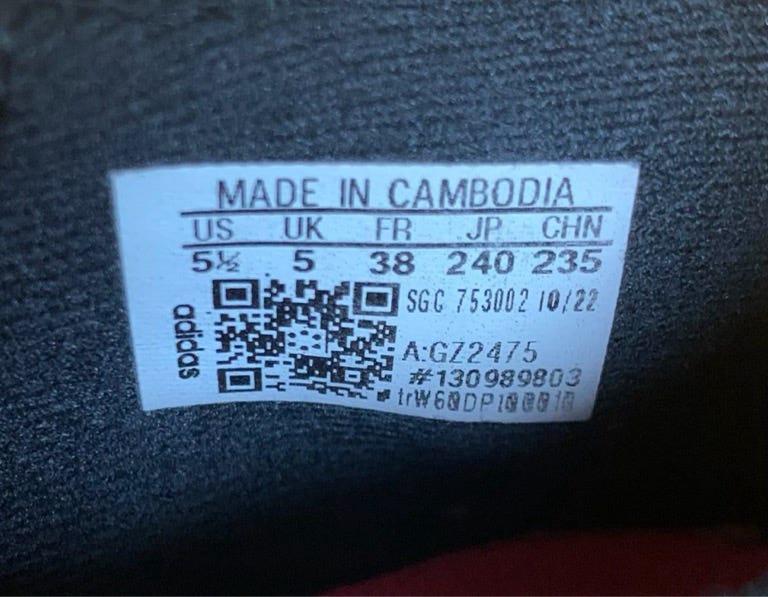 MADE IN CAMBODIA
US UK FR JP CHN
5½ 5 38 240 235
adidas
SGC 753002 10/22
A:GZ2475
#130989803